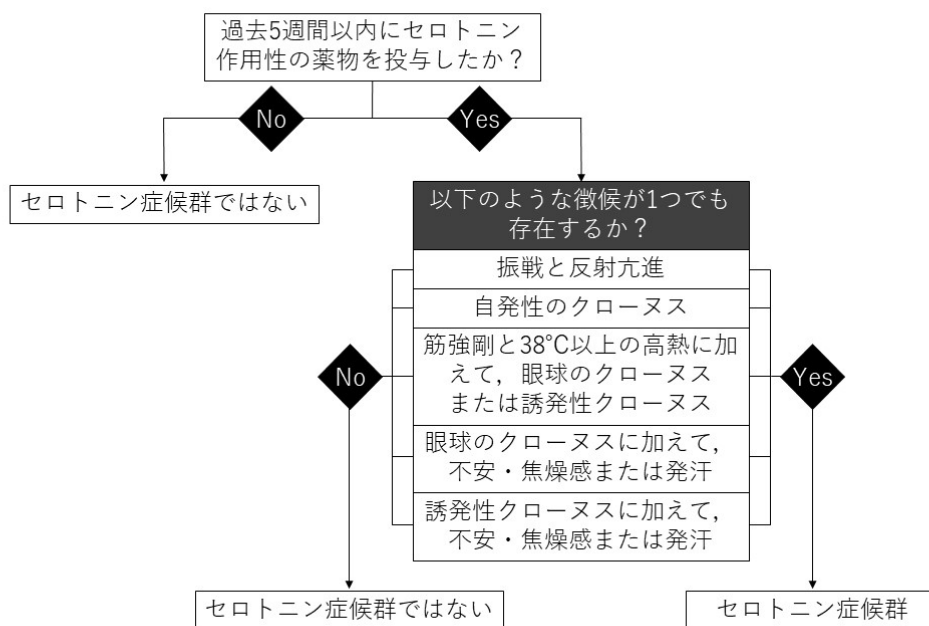 過去5週間以内にセロトニン
作用性の薬物を投与したか？
No
Yes
セロトニン症候群ではない
以下のような徴候が1つでも
存在するか？
振戦と反射亢進
自発性のクローヌス
筋強剛と38℃以上の高熱に加
えて，眼球のクローヌス
または誘発性クローヌス
No
Yes
眼球のクローヌスに加えて，
不安・焦燥感または発汗
誘発性クローヌスに加えて，
不安・焦燥感または発汗
セロトニン症候群ではない
セロトニン症候群